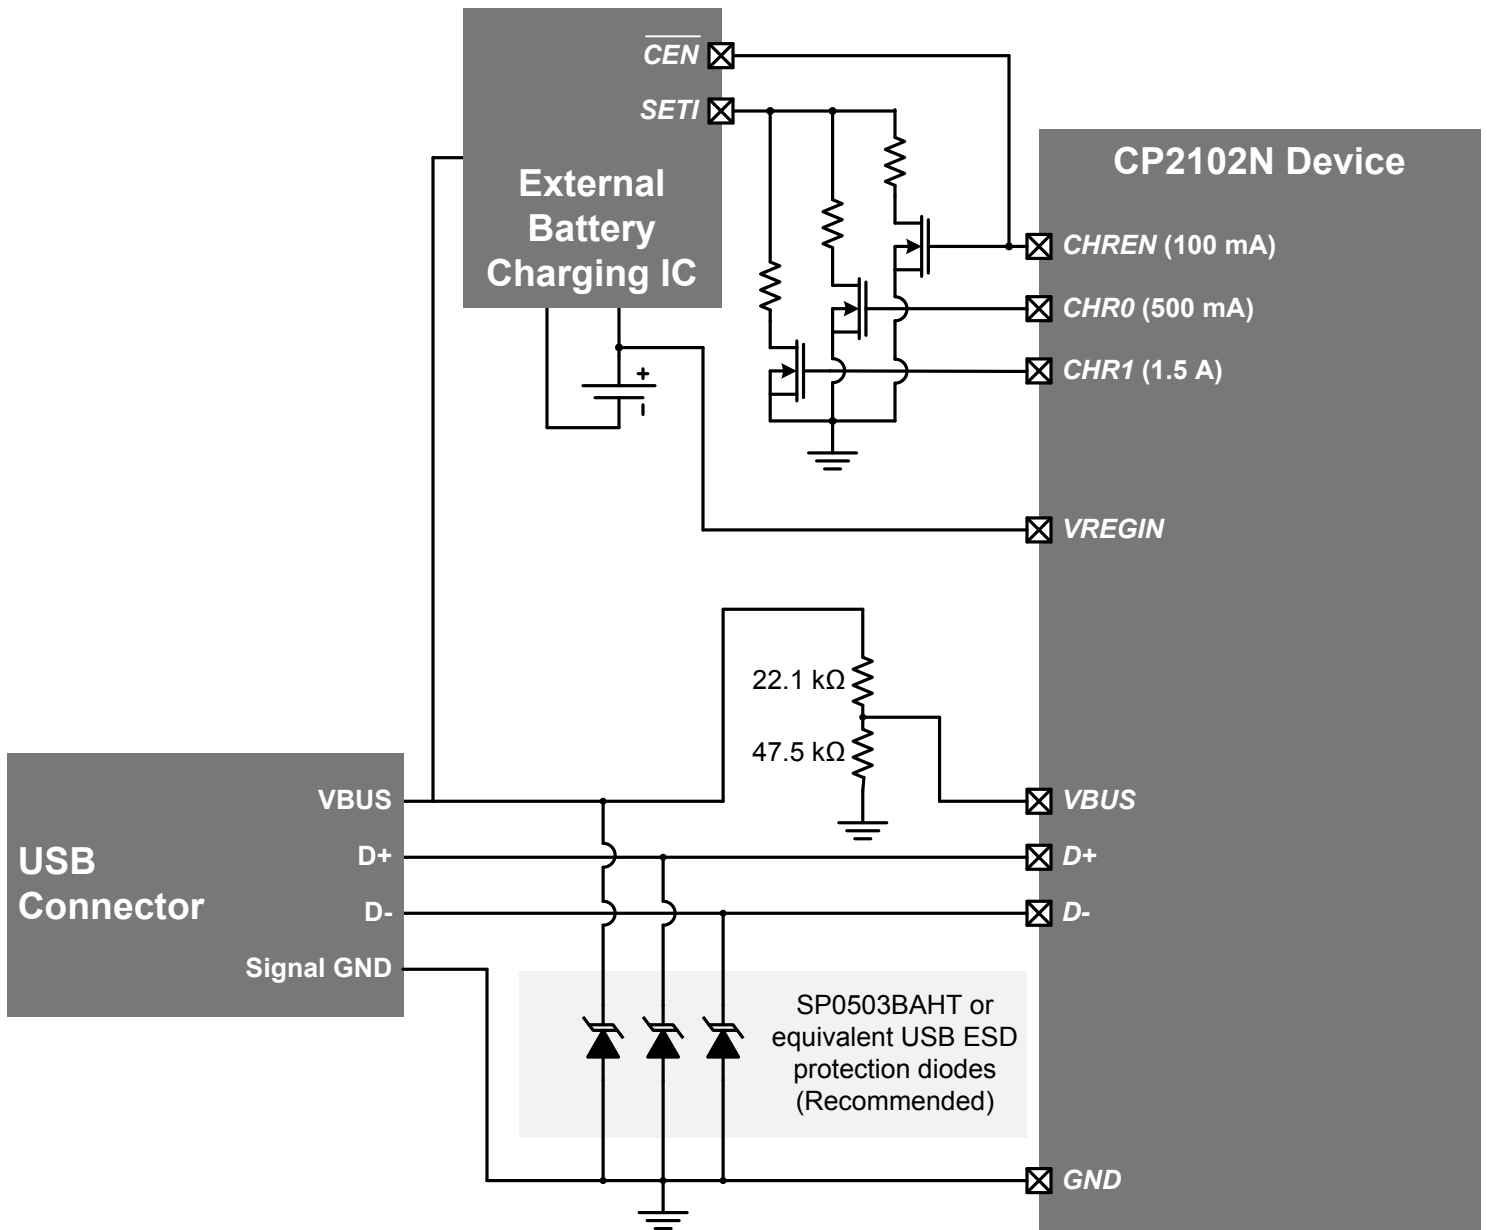 CEN
SETI
External
Battery
Charging IC
+
–
CP2102N Device
CHREN (100 mA)
CHR0 (500 mA)
CHR1 (1.5 A)
VREGIN
22.1 kΩ
47.5 kΩ
VBUS
D+
D-
GND
USB
Connector
VBUS
D+
D-
Signal GND
SP0503BAHT or
equivalent USB ESD
protection diodes
(Recommended)